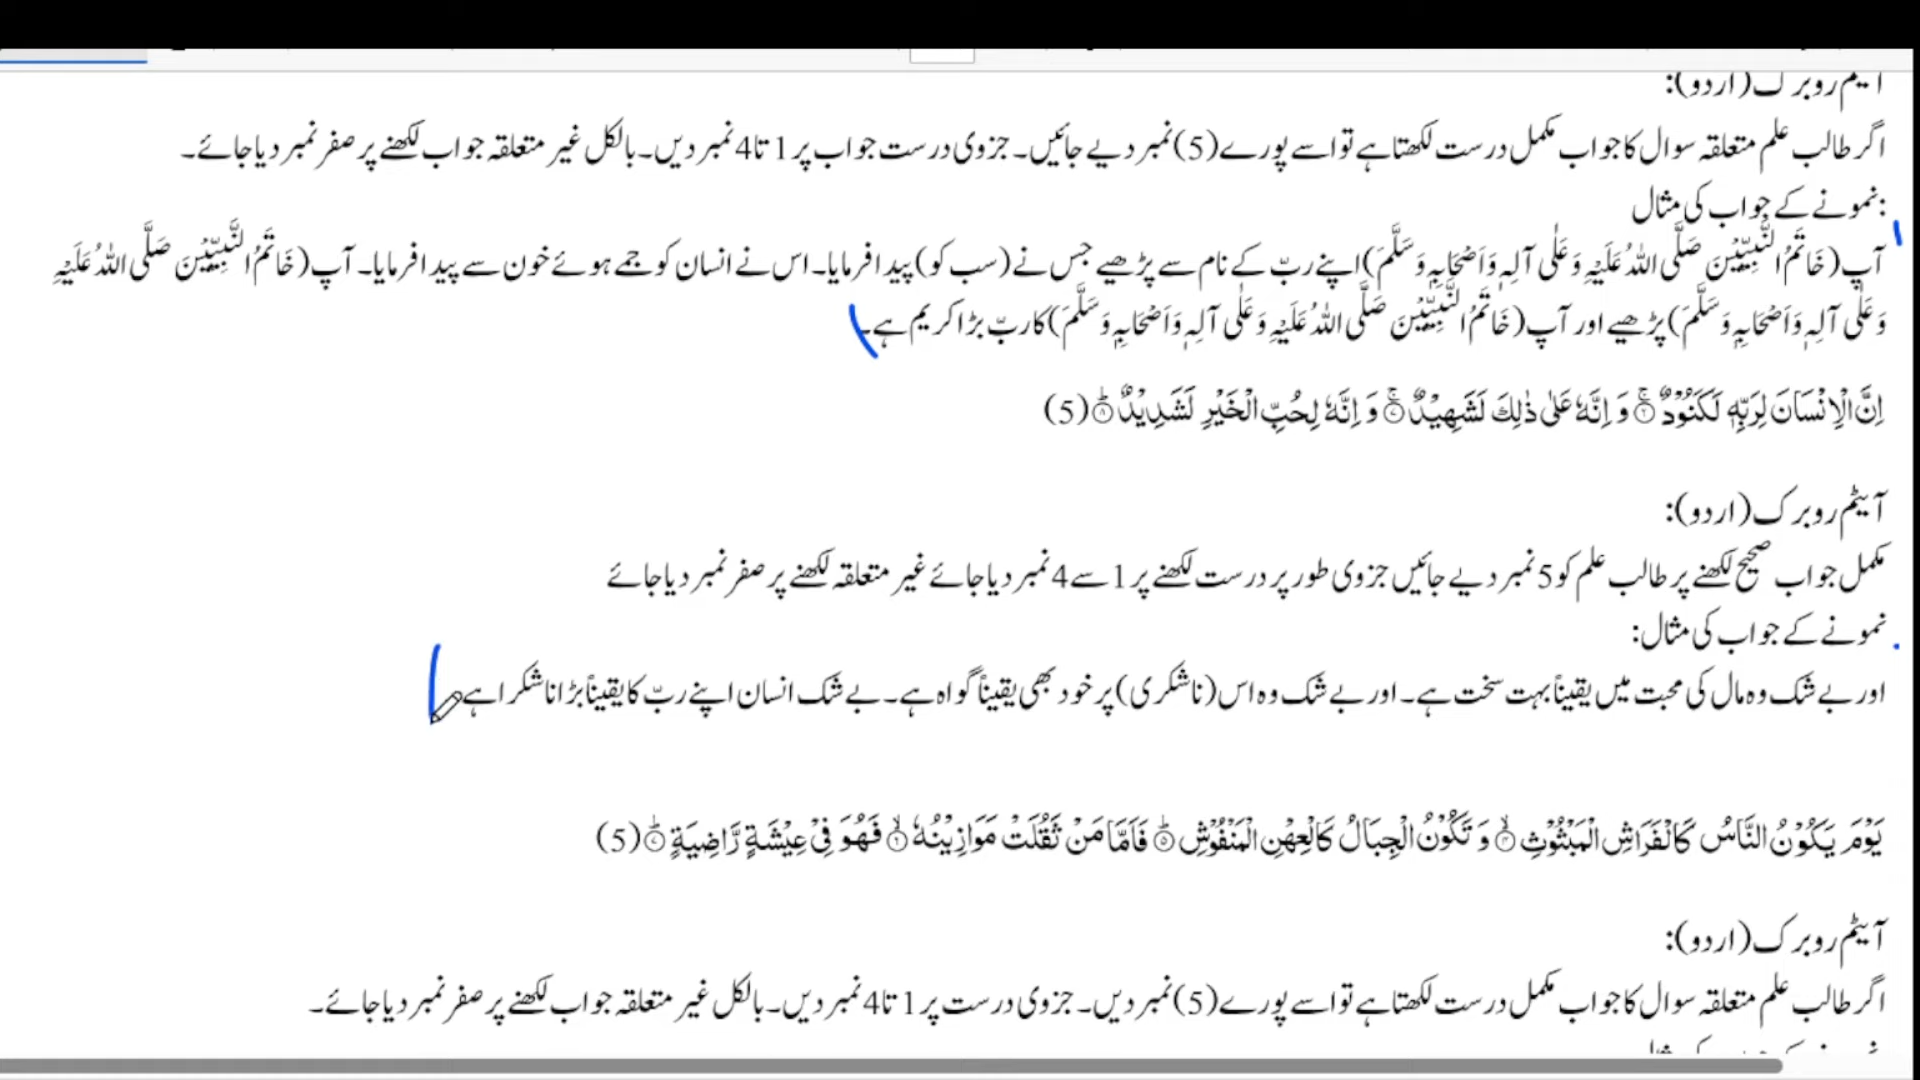 آیٹم روبرک (اردو):
اگر طالب علم متعلقہ سوال کا جواب مکمل درست لکھتا ہے تو اسے پورے (5) نمبر دیے جائیں۔ جزوی درست جواب پر 1 تا 4 نمبر دیں۔ بالکل غیر متعلقہ جواب لکھنے پر صفر نمبر دیا جائے۔
:نمونے کے جواب کی مثال
آپ (خَاتَمُ النَّبِیّٖنَ صَلَّی اللہُ عَلَیْہِ وَعَلٰی آلِہٖ وَاَصْحَابِہٖ وَسَلَّمَ) اپنے ربّ کے نام سے پڑھیے جس نے (سب کو) پیدا فرمایا۔ اس نے انسان کو جمے ہوئے خون سے پیدا فرمایا۔ آپ (خَاتَمُ النَّبِیّٖنَ صَلَّی اللہُ عَلَیْہِ
وَعَلٰی آلِہٖ وَاَصْحَابِہٖ وَسَلَّمَ) پڑھیے اور آپ (خَاتَمُ النَّبِیّٖنَ صَلَّی اللہُ عَلَیْہِ وَعَلٰی آلِہٖ وَاَصْحَابِہٖ وَسَلَّمَ) کا ربّ بڑا کریم ہے۔
اِنَّ الْاِنْسَانَ لِرَبِّهٖ لَكَنُوْدٌ ۚ۝۶ وَ اِنَّهٗ عَلٰی ذٰلِكَ لَشَهِیْدٌ ۚ۝۷ وَ اِنَّهٗ لِحُبِّ الْخَیْرِ لَشَدِیْدٌ ؕ۝۸ (5)
آیٹم روبرک (اردو):
مکمل جواب صحیح لکھنے پر طالب علم کو 5 نمبر دیے جائیں جزوی طور پر درست لکھنے پر 1 سے 4 نمبر دیا جائے غیر متعلقہ لکھنے پر صفر نمبر دیا جائے
نمونے کے جواب کی مثال:
اور بے شک وہ مال کی محبت میں یقیناً بہت سخت ہے۔ اور بے شک وہ اس (ناشکری) پر خود بھی یقیناً گواہ ہے۔ بے شک انسان اپنے ربّ کا یقیناً بڑا ناشکرا ہے
یَوْمَ یَكُوْنُ النَّاسُ كَالْفَرَاشِ الْمَبْثُوْثِ ۙ۝۴ وَ تَكُوْنُ الْجِبَالُ كَالْعِهْنِ الْمَنْفُوْشِ ؕ۝۵ فَاَمَّا مَنْ ثَقُلَتْ مَوَازِیْنُهٗ ۙ۝۶ فَهُوَ فِیْ عِیْشَةٍ رَّاضِیَةٍ ؕ۝۷ (5)
آیٹم روبرک (اردو):
اگر طالب علم متعلقہ سوال کا جواب مکمل درست لکھتا ہے تو اسے پورے (5) نمبر دیں۔ جزوی درست پر 1 تا 4 نمبر دیں۔ بالکل غیر متعلقہ جواب لکھنے پر صفر نمبر دیا جائے۔